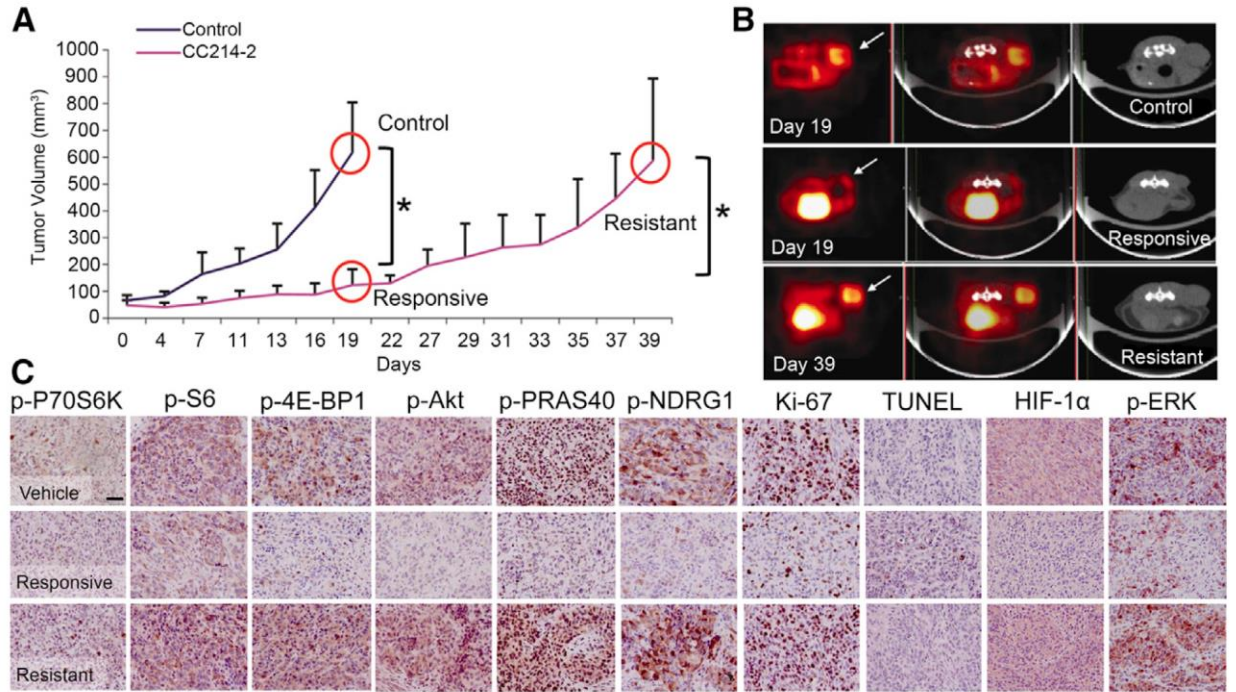 A
Control
CC214-2
Tumor Volume (mm³)
1000
900
800
700
600
500
400
300
200
100
0
Control
*
Responsive
Resistant
*
0 4 7 11 13 16 19 22 27 29 31 33 35 37 39
Days
B
Day 19
Control
Day 19
Responsive
Day 39
Resistant
C
p-P70S6K p-S6 p-4E-BP1 p-Akt p-PRAS40 p-NDRG1 Ki-67 TUNEL HIF-1α p-ERK
Vehicle
Responsive
Resistant